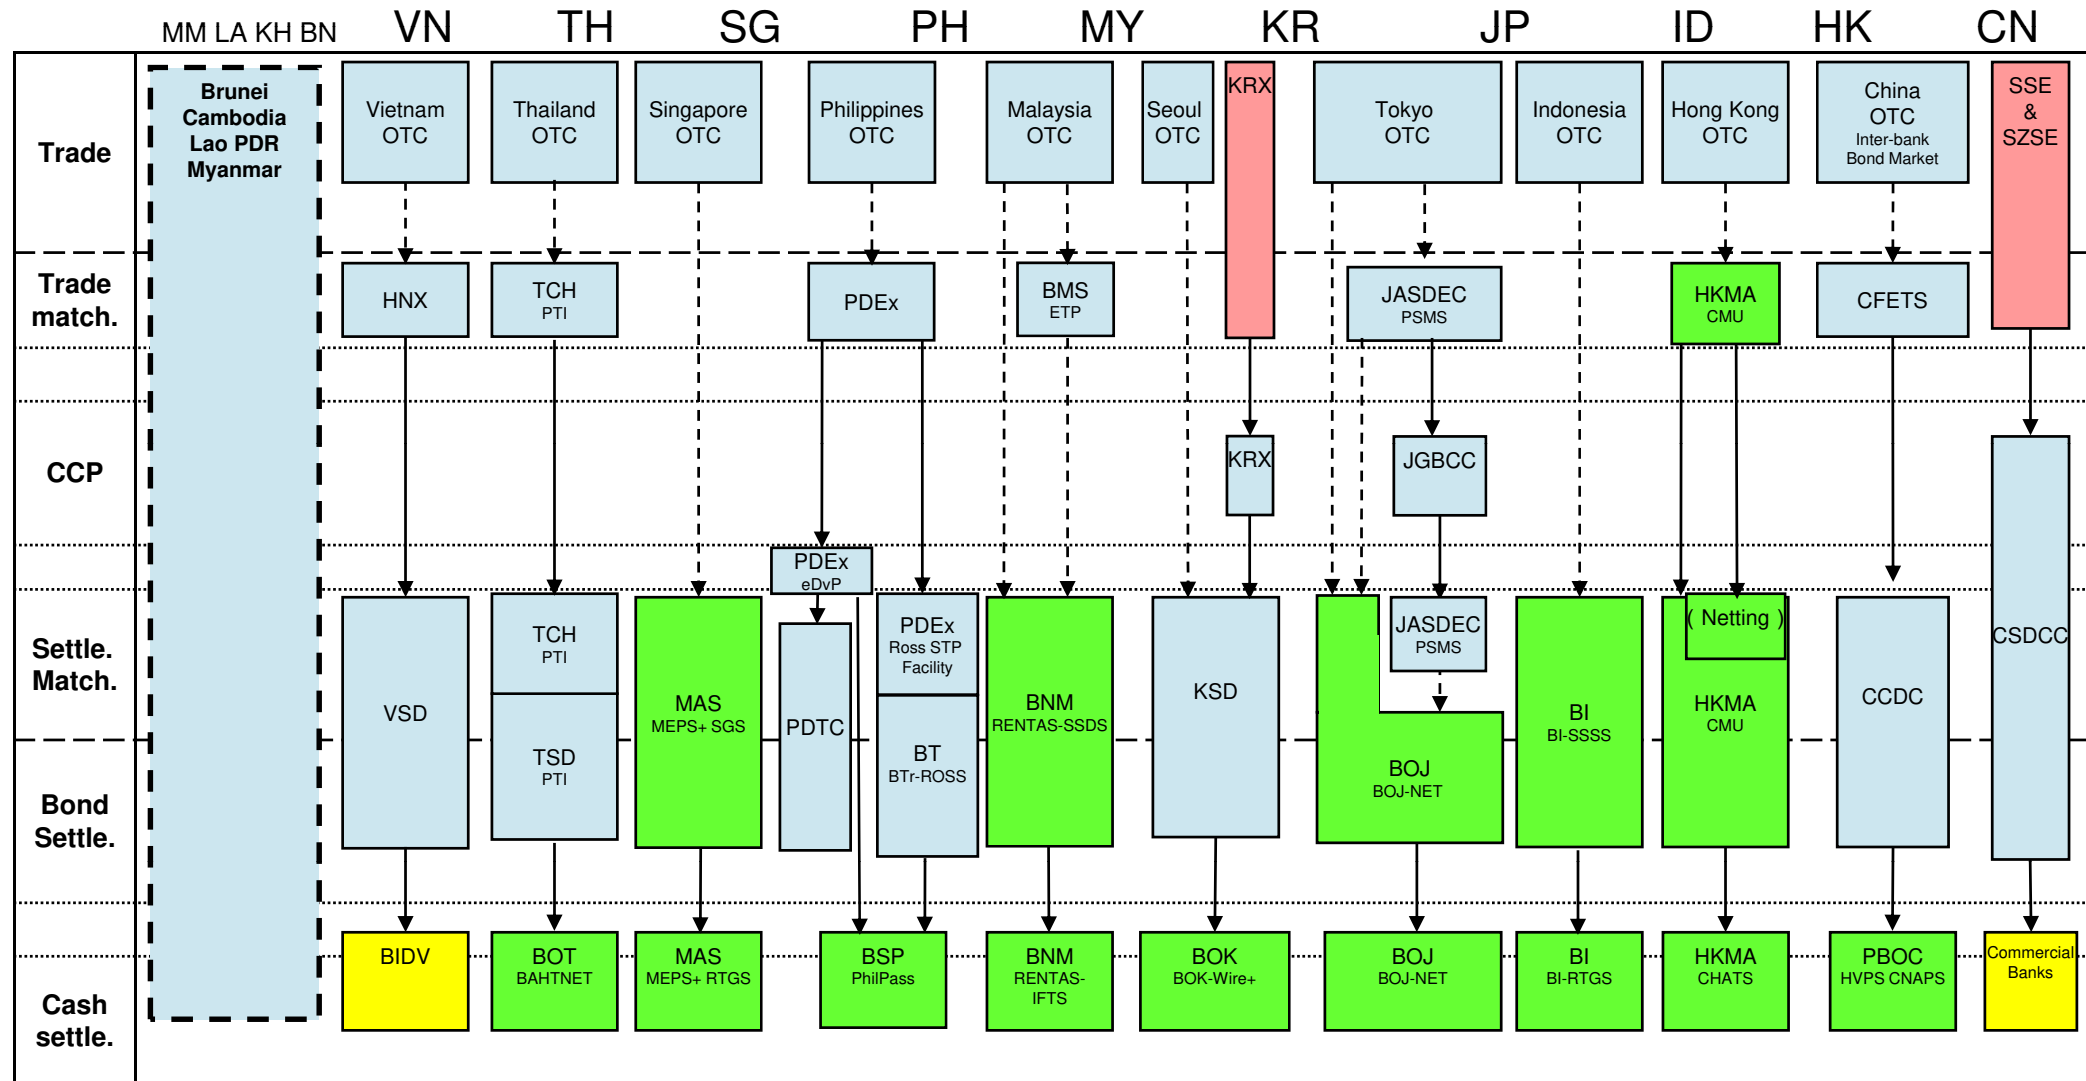 MM LA KH BN
VN
TH
SG
PH
MY
KR
JP
ID
HK
CN
Trade
Brunei
Cambodia
Lao PDR
Myanmar
Vietnam
OTC
Thailand
OTC
Singapore
OTC
Philippines
OTC
Malaysia
OTC
Seoul
OTC
KRX
Tokyo
OTC
Indonesia
OTC
Hong Kong
OTC
China
OTC
Inter-bank
Bond Market
SSE
&
SZSE
Trade
match.
HNX
TCH
PTI
PDEx
BMS
ETP
JASDEC
PSMS
HKMA
CMU
CFETS
CCP
KRX
JGBCC
PDEx
eDvP
Settle.
Match.
VSD
TCH
PTI
MAS
MEPS+ SGS
PDTC
PDEx
Ross STP
Facility
BNM
RENTAS-SSDS
KSD
JASDEC
PSMS
BI
BI-SSSS
( Netting )
HKMA
CMU
CCDC
CSDCC
Bond
Settle.
TSD
PTI
BT
BTr-ROSS
BOJ
BOJ-NET
Cash
settle.
BIDV
BOT
BAHTNET
MAS
MEPS+ RTGS
BSP
PhilPass
BNM
RENTAS-
IFTS
BOK
BOK-Wire+
BOJ
BOJ-NET
BI
BI-RTGS
HKMA
CHATS
PBOC
HVPS CNAPS
Commercial
Banks